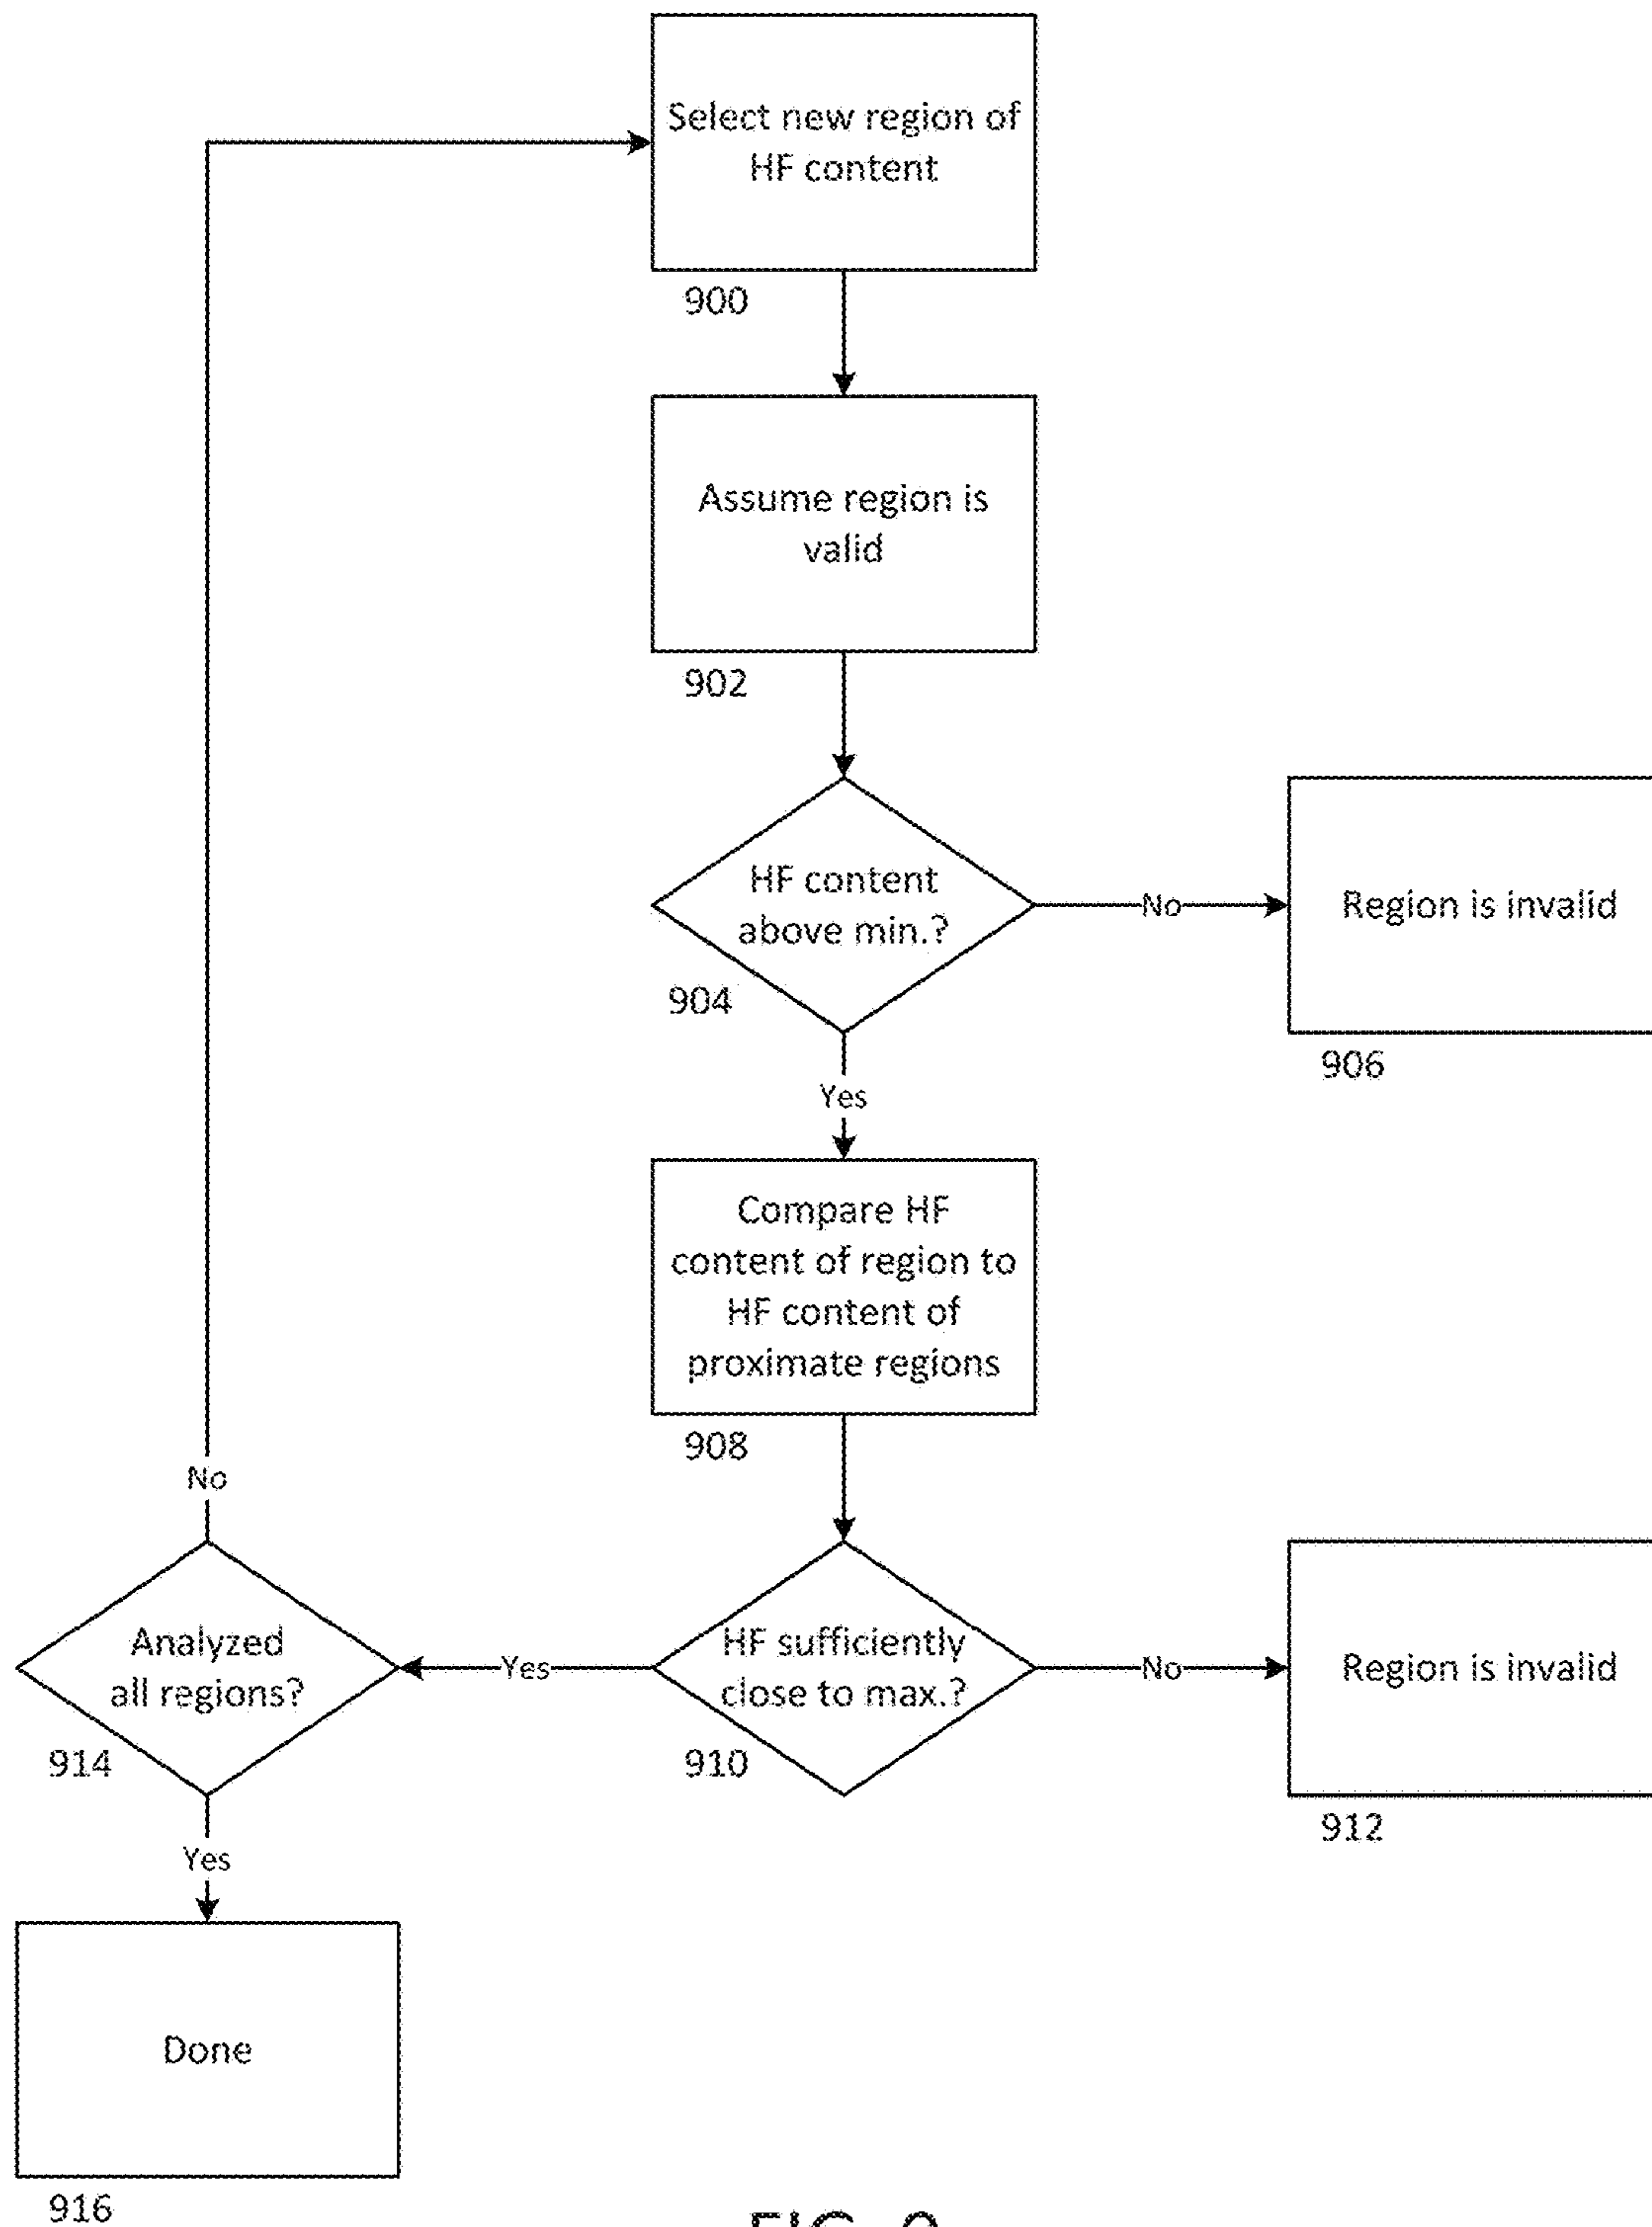 Select new region of
HF content
900
Assume region is
valid
902
HF content
above min.?
904
No
Region is invalid
906
Yes
Compare HF
content of region to
HF content of
proximate regions
908
No
Analyzed
all regions?
914
Yes
HF sufficiently
close to max.?
910
No
Region is invalid
912
Yes
Done
916